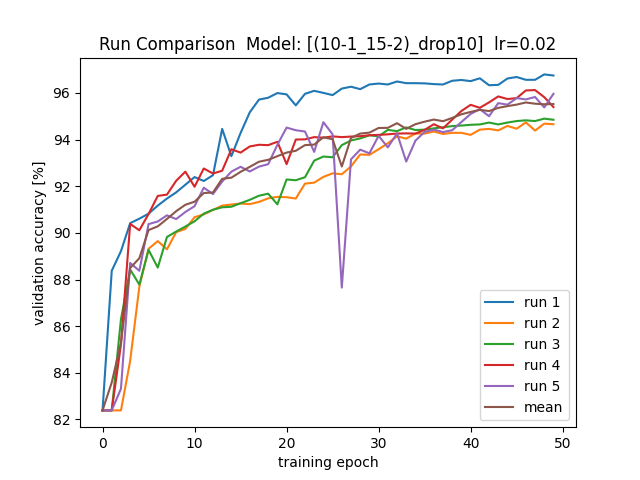 Run Comparison  Model: [(10-1_15-2)_drop10]  lr=0.02
validation accuracy [%]
96
94
92
90
88
86
84
82
0 10 20 30 40 50
training epoch
run 1
run 2
run 3
run 4
run 5
mean